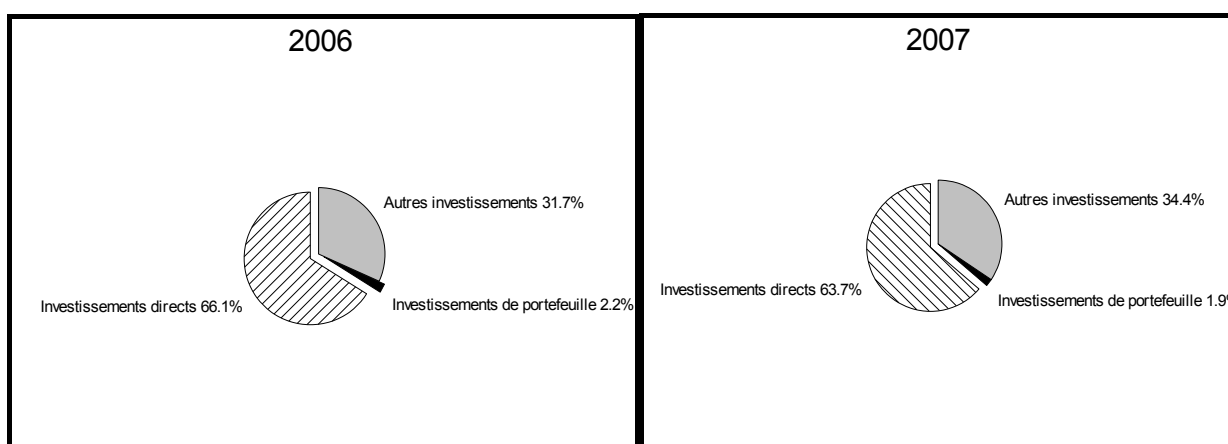 2006
Autres investissements 31.7%
Investissements directs 66.1%
Investissements de portefeuille 2.2%
2007
Autres investissements 34.4%
Investissements directs 63.7%
Investissements de portefeuille 1.9%